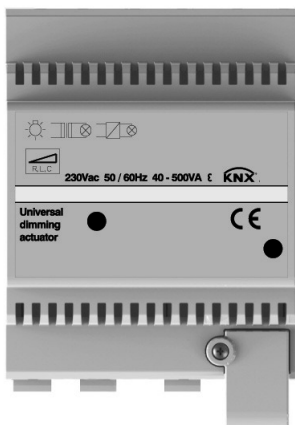 R,L,C
230Vac 50/60Hz 40-500VA £ KNX
Universal
dimming
actuator
CE